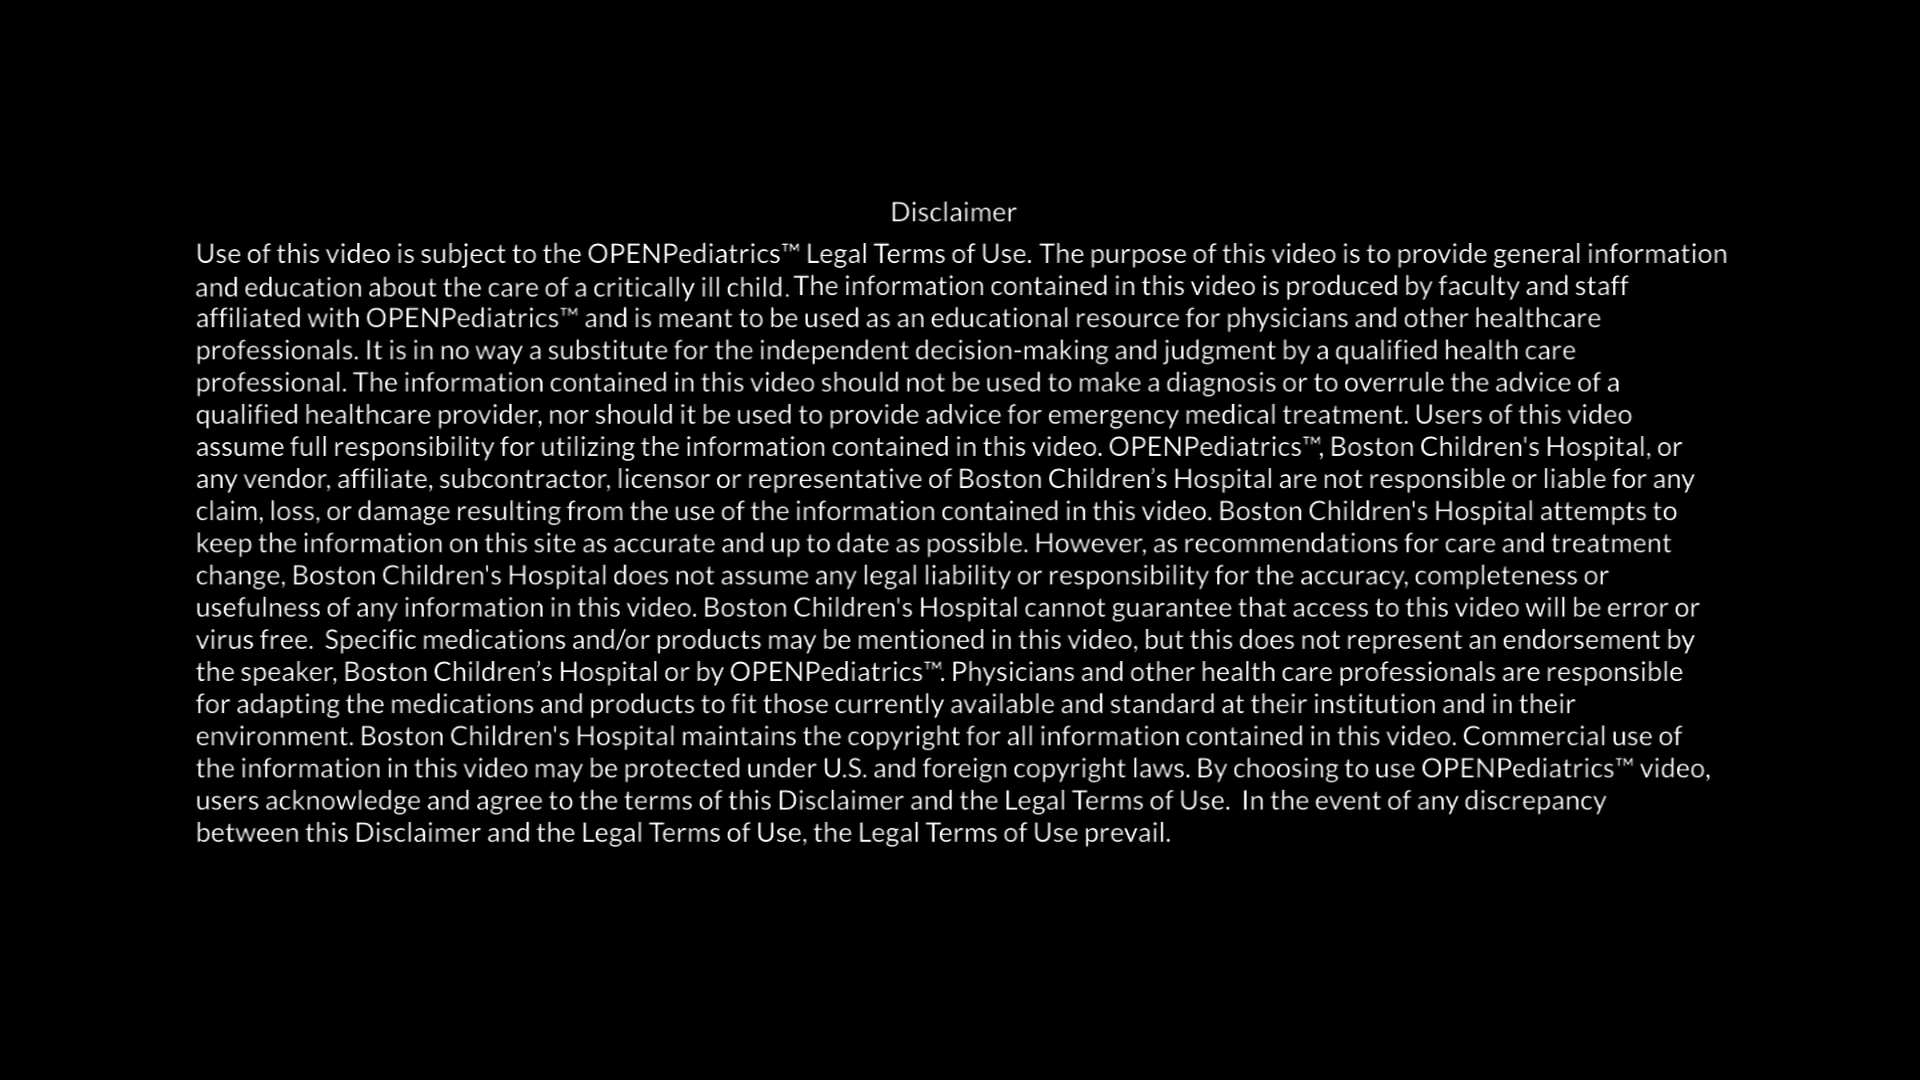 Disclaimer
Use of this video is subject to the OPENPediatrics™ Legal Terms of Use. The purpose of this video is to provide general information
and education about the care of a critically ill child. The information contained in this video is produced by faculty and staff
affiliated with OPENPediatrics™ and is meant to be used as an educational resource for physicians and other healthcare
professionals. It is in no way a substitute for the independent decision-making and judgment by a qualified health care
professional. The information contained in this video should not be used to make a diagnosis or to overrule the advice of a
qualified healthcare provider, nor should it be used to provide advice for emergency medical treatment. Users of this video
assume full responsibility for utilizing the information contained in this video. OPENPediatrics™, Boston Children's Hospital, or
any vendor, affiliate, subcontractor, licensor or representative of Boston Children’s Hospital are not responsible or liable for any
claim, loss, or damage resulting from the use of the information contained in this video. Boston Children's Hospital attempts to
keep the information on this site as accurate and up to date as possible. However, as recommendations for care and treatment
change, Boston Children's Hospital does not assume any legal liability or responsibility for the accuracy, completeness or
usefulness of any information in this video. Boston Children's Hospital cannot guarantee that access to this video will be error or
virus free.  Specific medications and/or products may be mentioned in this video, but this does not represent an endorsement by
the speaker, Boston Children’s Hospital or by OPENPediatrics™. Physicians and other health care professionals are responsible
for adapting the medications and products to fit those currently available and standard at their institution and in their
environment. Boston Children's Hospital maintains the copyright for all information contained in this video. Commercial use of
the information in this video may be protected under U.S. and foreign copyright laws. By choosing to use OPENPediatrics™ video,
users acknowledge and agree to the terms of this Disclaimer and the Legal Terms of Use.  In the event of any discrepancy
between this Disclaimer and the Legal Terms of Use, the Legal Terms of Use prevail.